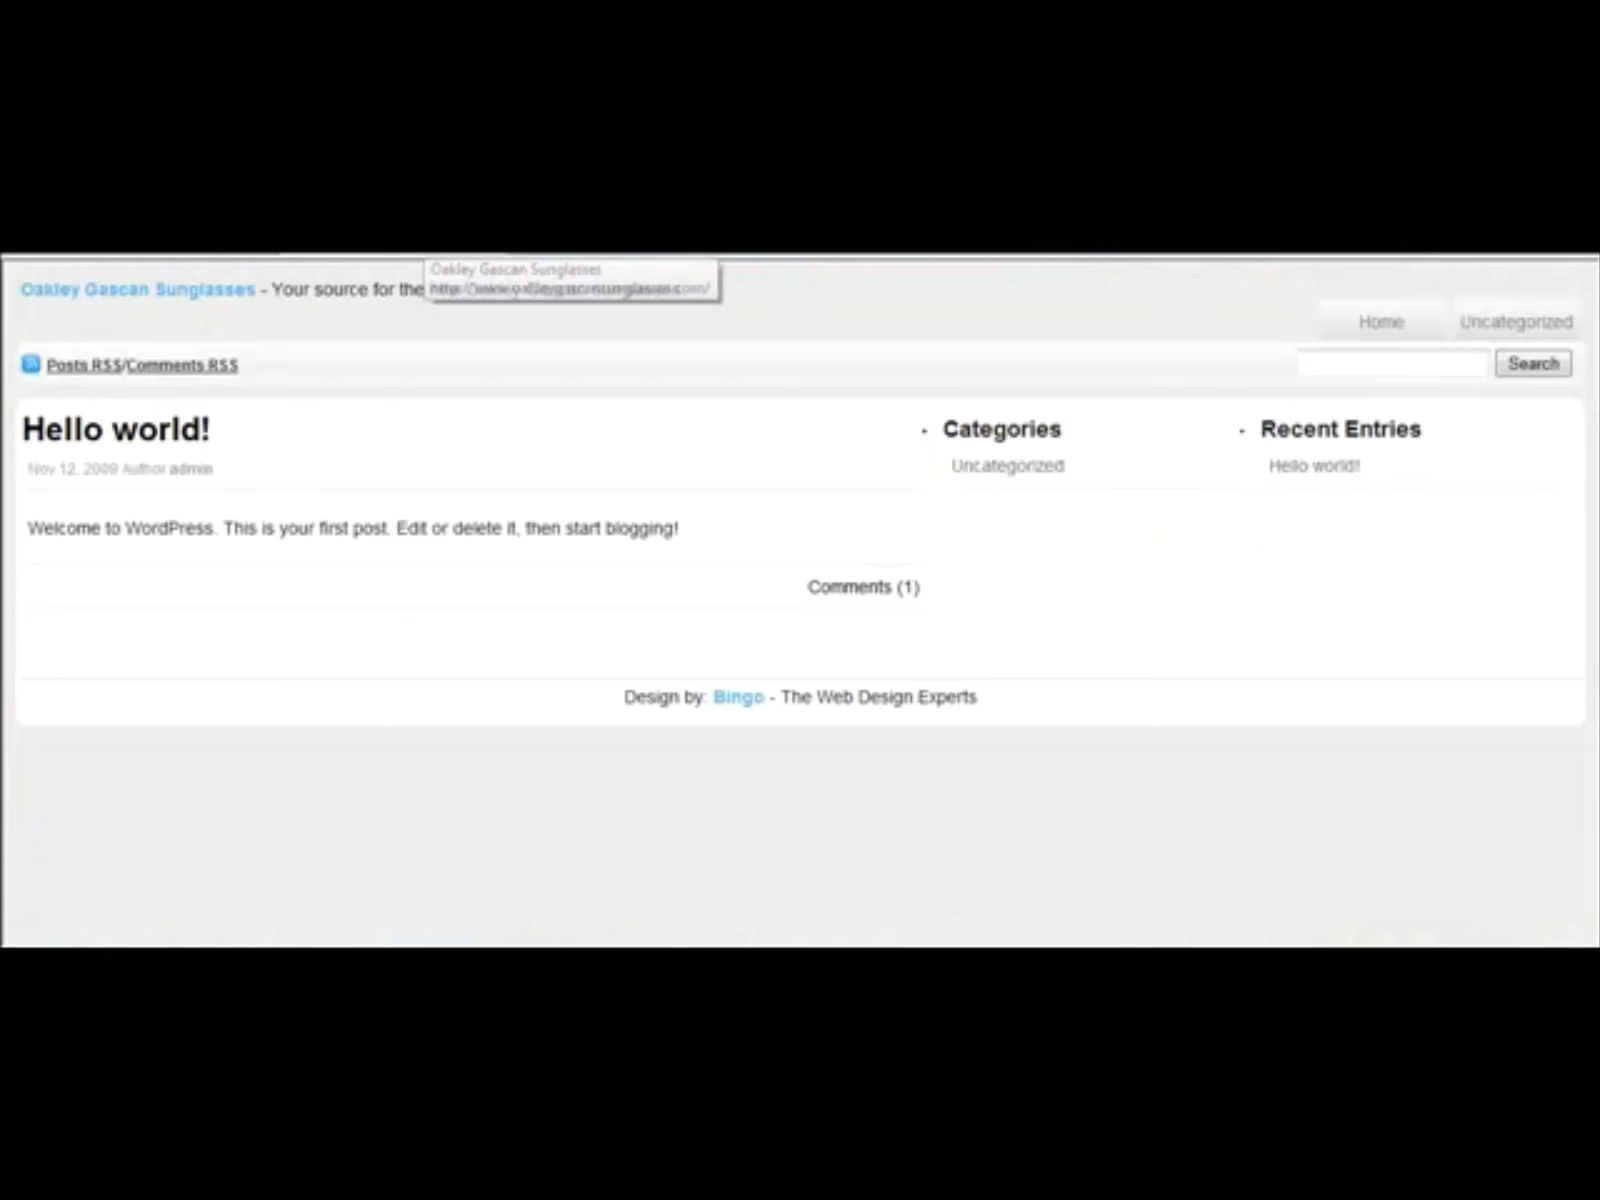 Oakley Gascan Sunglasses
Oakley Gascan Sunglasses - Your source for the
Home Uncategorized
Posts RSS/Comments RSS
Search
Hello world!
Categories
Recent Entries
Nov 12, 2009 Author admin
Uncategorized
Hello world!
Welcome to WordPress. This is your first post. Edit or delete it, then start blogging!
Comments (1)
Design by: Bingo - The Web Design Experts